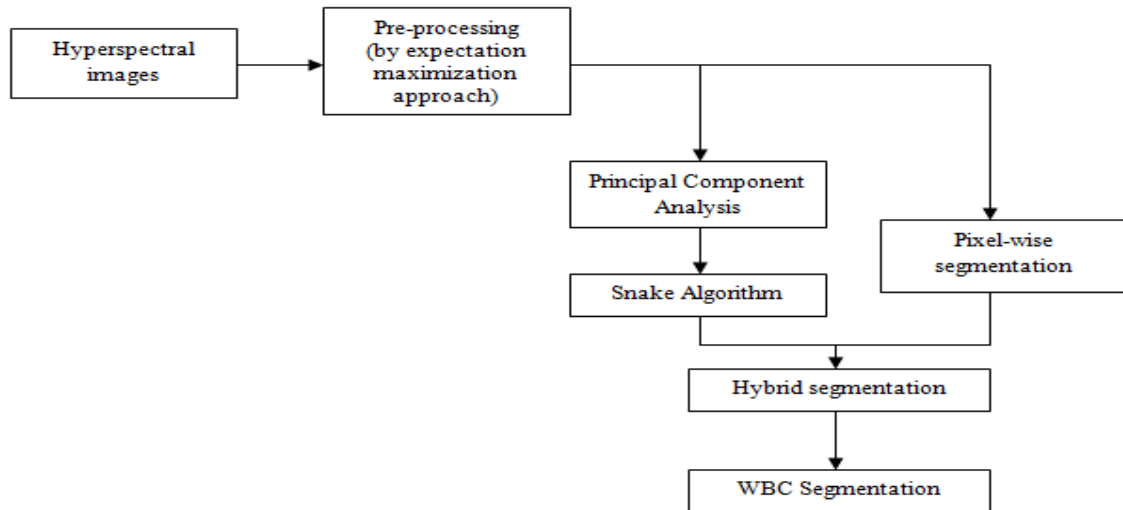 Hyperspectral
images
Pre-processing
(by expectation
maximization
approach)
Principal Component
Analysis
Pixel-wise
segmentation
Snake Algorithm
Hybrid segmentation
WBC Segmentation